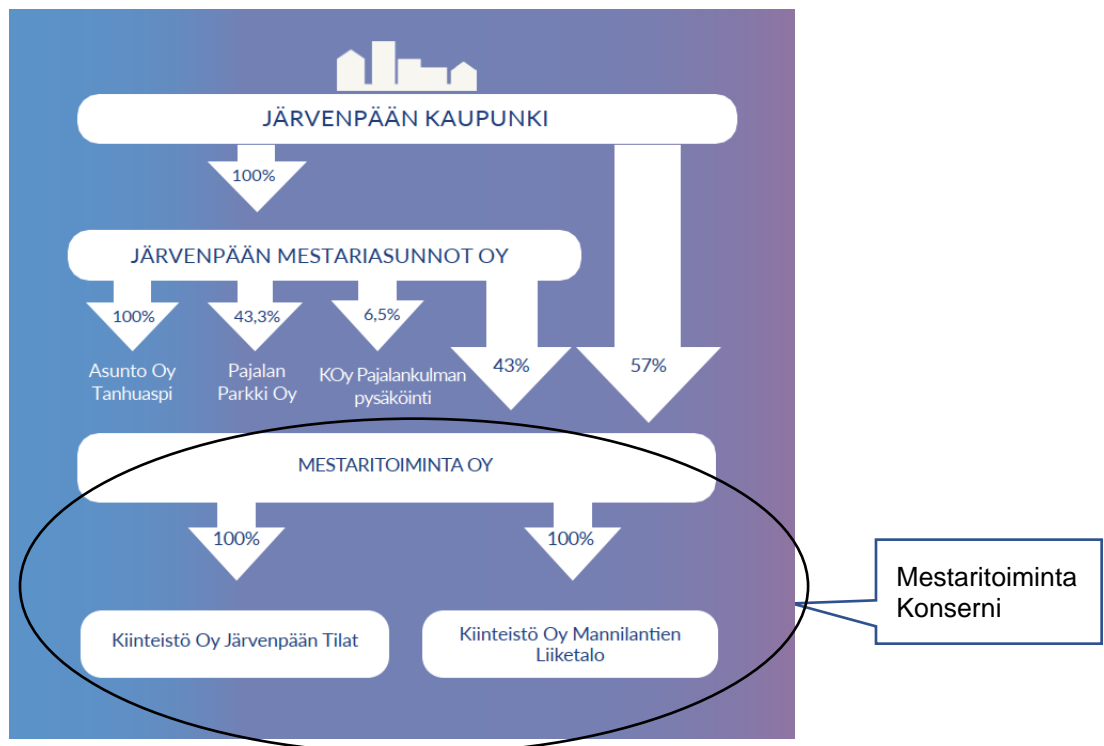 JÄRVENPÄÄN KAUPUNKI
100%
JÄRVENPÄÄN MESTARIASUNNOT OY
100%
43,3%
6,5%
43%
57%
Asunto Oy
Tanhuaspi
Pajalan
Parkki Oy
KOy Pajalankulman
pysäköinti
MESTARITOIMINTA OY
100%
100%
Kiinteistö Oy Järvenpään Tilat
Kiinteistö Oy Mannilantien
Liiketalo
Mestaritoiminta
Konserni